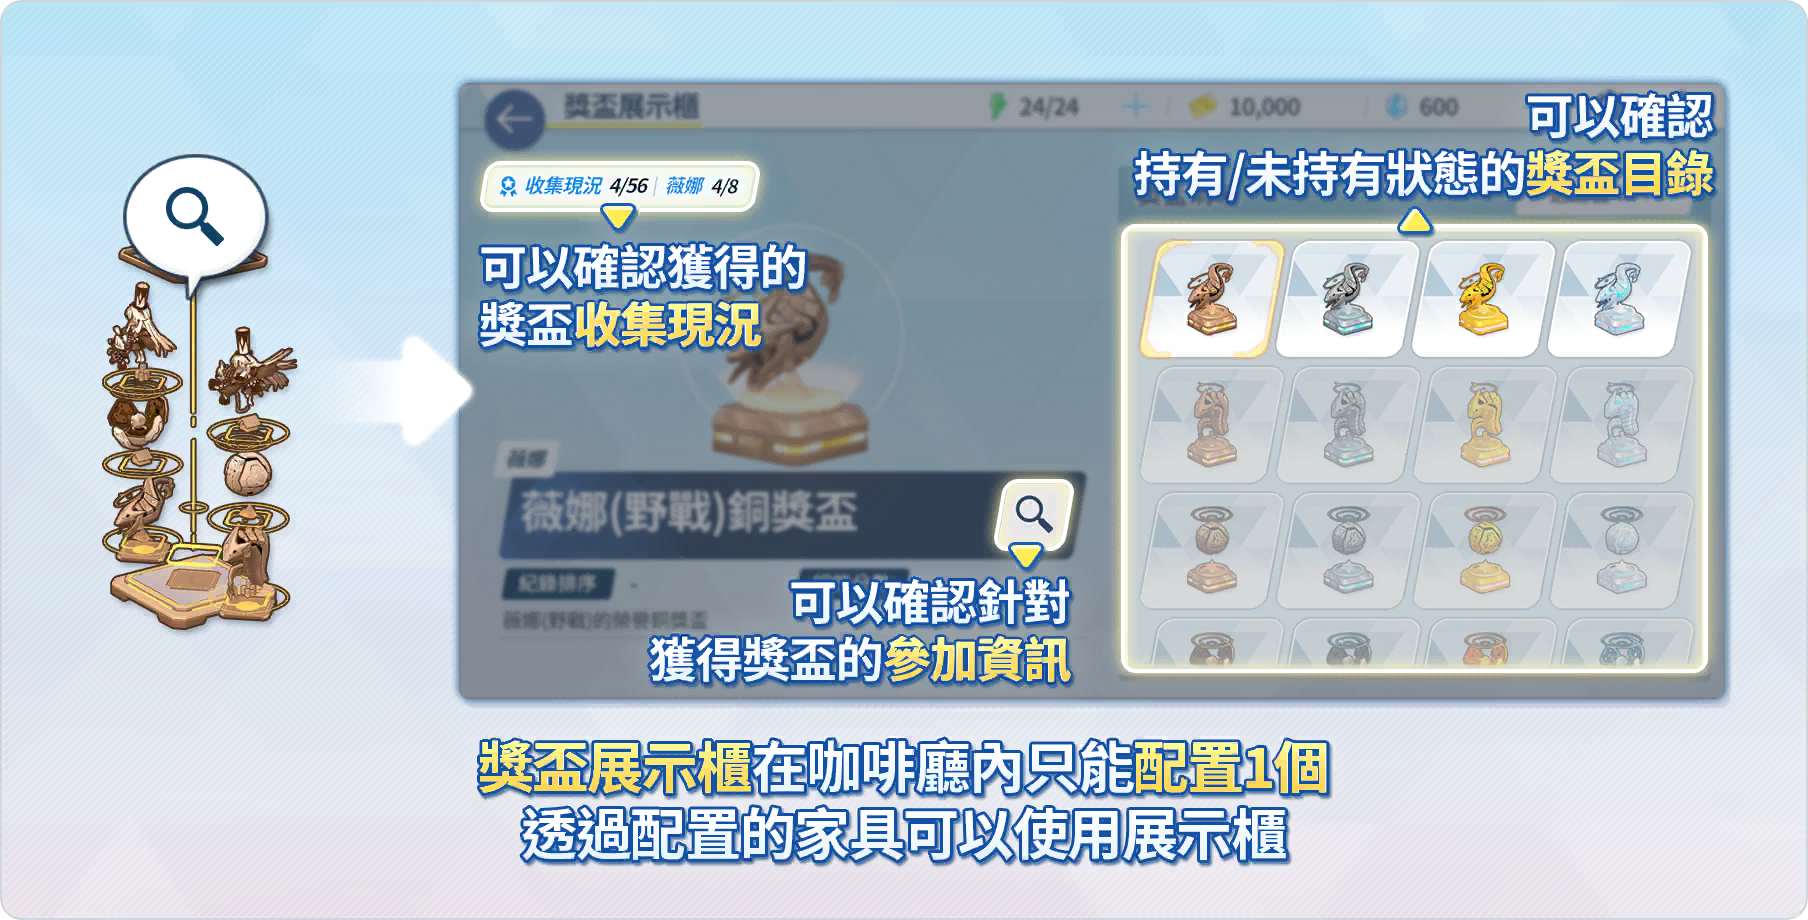 獎盃展示櫃
24/24
10,000
600
可以確認
持有/未持有狀態的獎盃目錄
收集現況 4/56 薇娜 4/8
可以確認獲得的
獎盃收集現況
薇娜
薇娜(野戰)銅獎盃
紀錄排序 -
薇娜(野戰)的榮譽銅獎盃
可以確認針對
獲得獎盃的參加資訊
獎盃展示櫃在咖啡廳內只能配置1個
透過配置的家具可以使用展示櫃